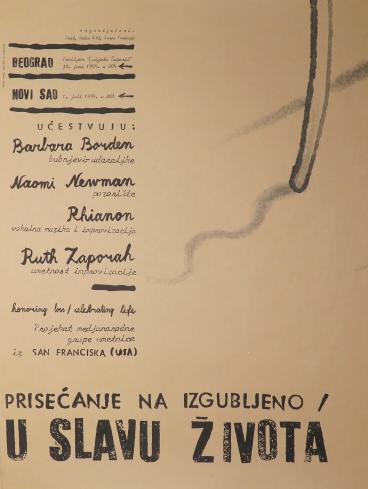 BEOGRAD
NOVI SAD
UČESTVUJU:
Barbara Borden
bubnjevi-udaraljke
Naomi Newman
pozorište
Rhianon
vokalna muzika i improvizacija
Ruth Zaporah
umetnost improvizacije
honoring loss / celebrating life
Projekat medjunarodne
grupe umetnica
iz SAN FRANCISKA (USA)
PRISEĆANJE NA IZGUBLJENO /
U SLAVU ŽIVOTA